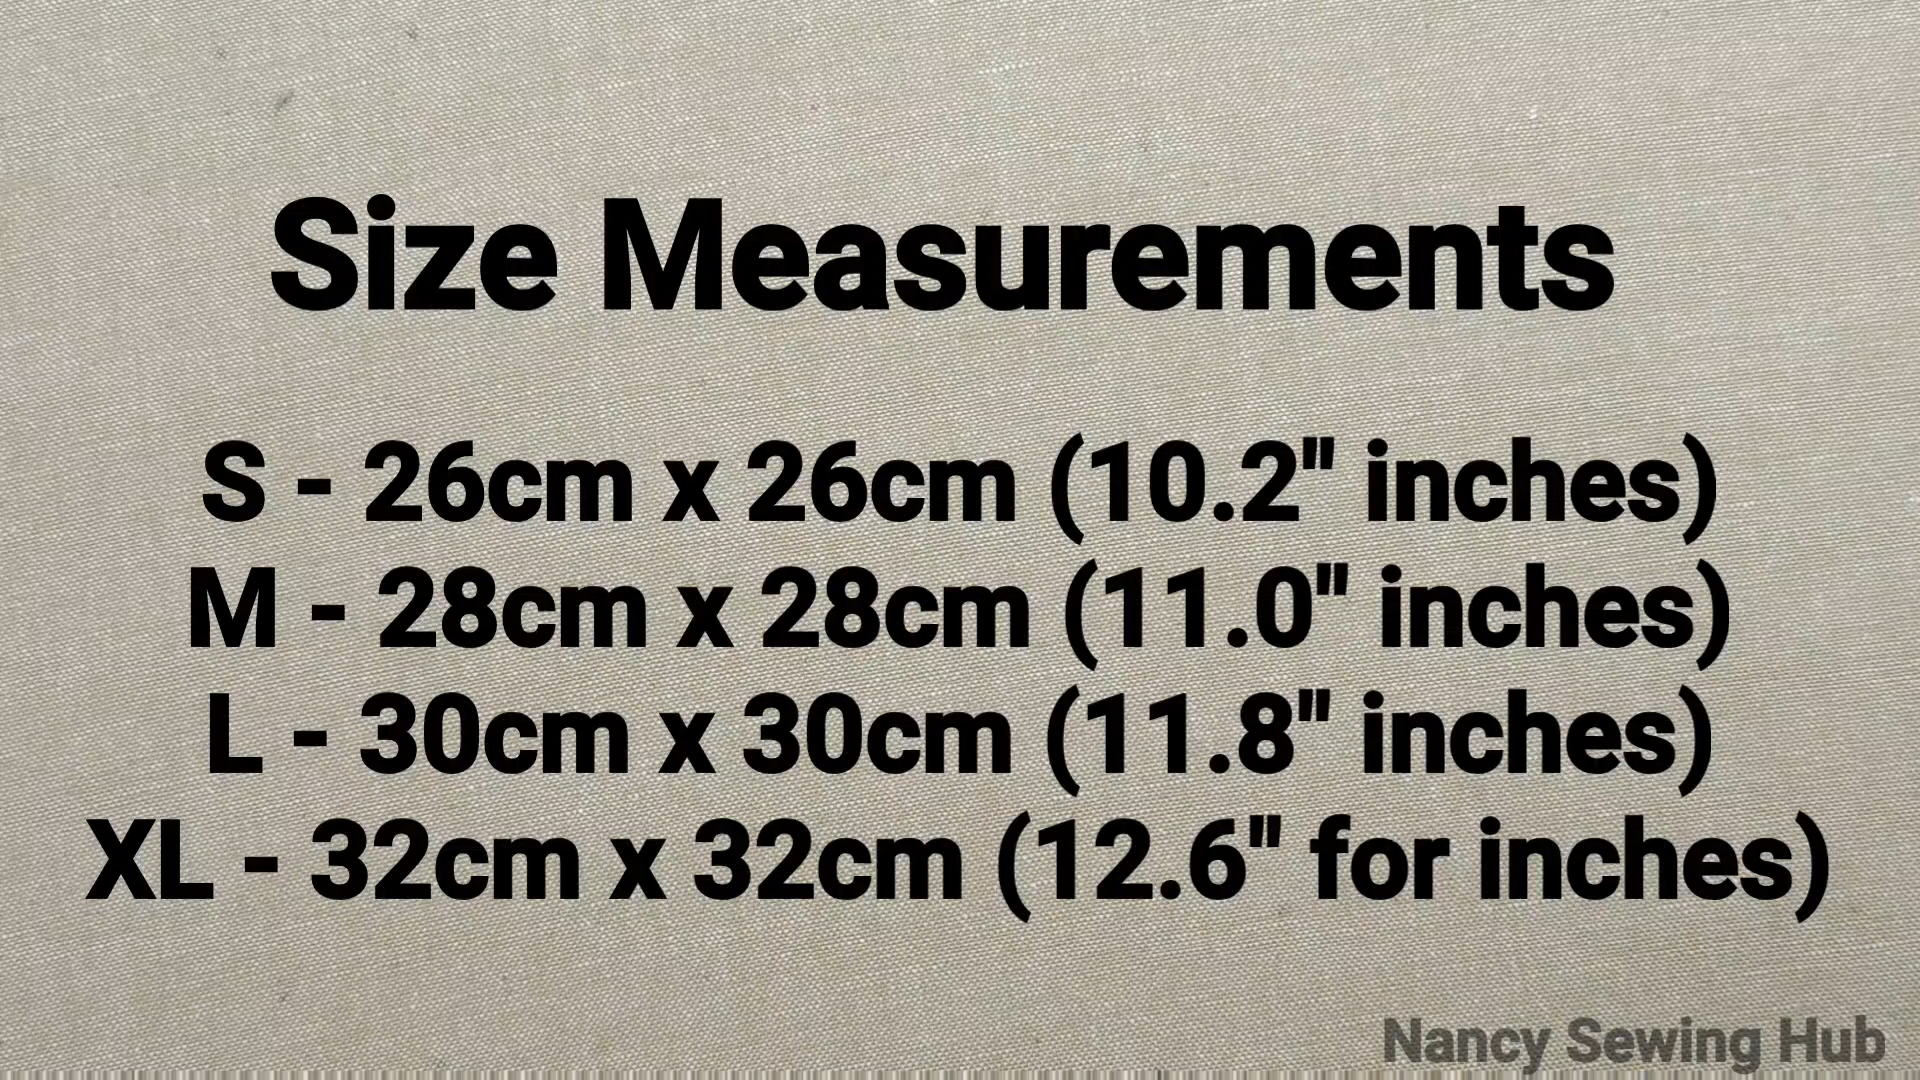 Size Measurements
S - 26cm x 26cm (10.2" inches)
M - 28cm x 28cm (11.0" inches)
L - 30cm x 30cm (11.8" inches)
XL - 32cm x 32cm (12.6" for inches)
Nancy Sewing Hub